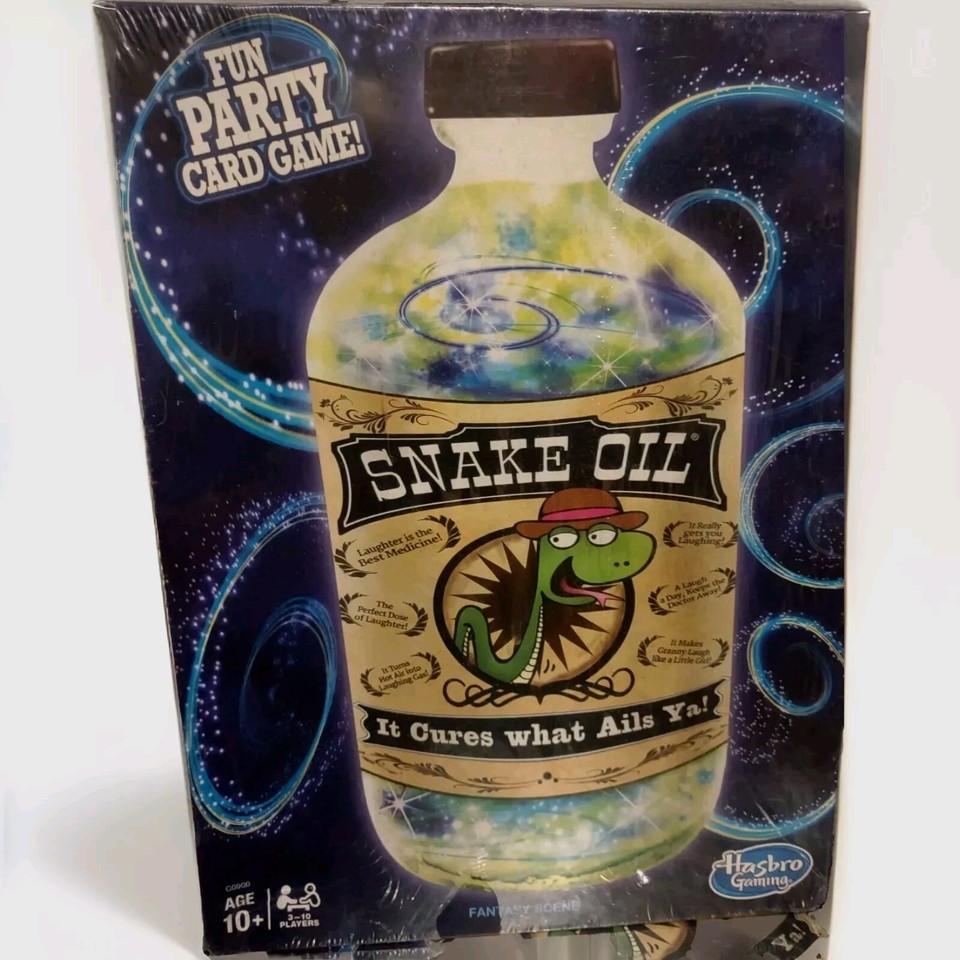 FUN
PARTY
CARD GAME!
SNAKE OIL®
Laughter is the
Best Medicine!
It Really
gets you
Laughing!
The
Perfect Dose
of Laughter!
A Laugh
a Day, Keeps the
Doctor Away!
It Turns
Hot Air into
Laughing Gas!
It Makes
Granny Laugh
like a Little Girl!
It Cures what Ails Ya!
Hasbro
Gaming
C0900
AGE
10+
3–10
PLAYERS
FANTASY SCENE
Ya!